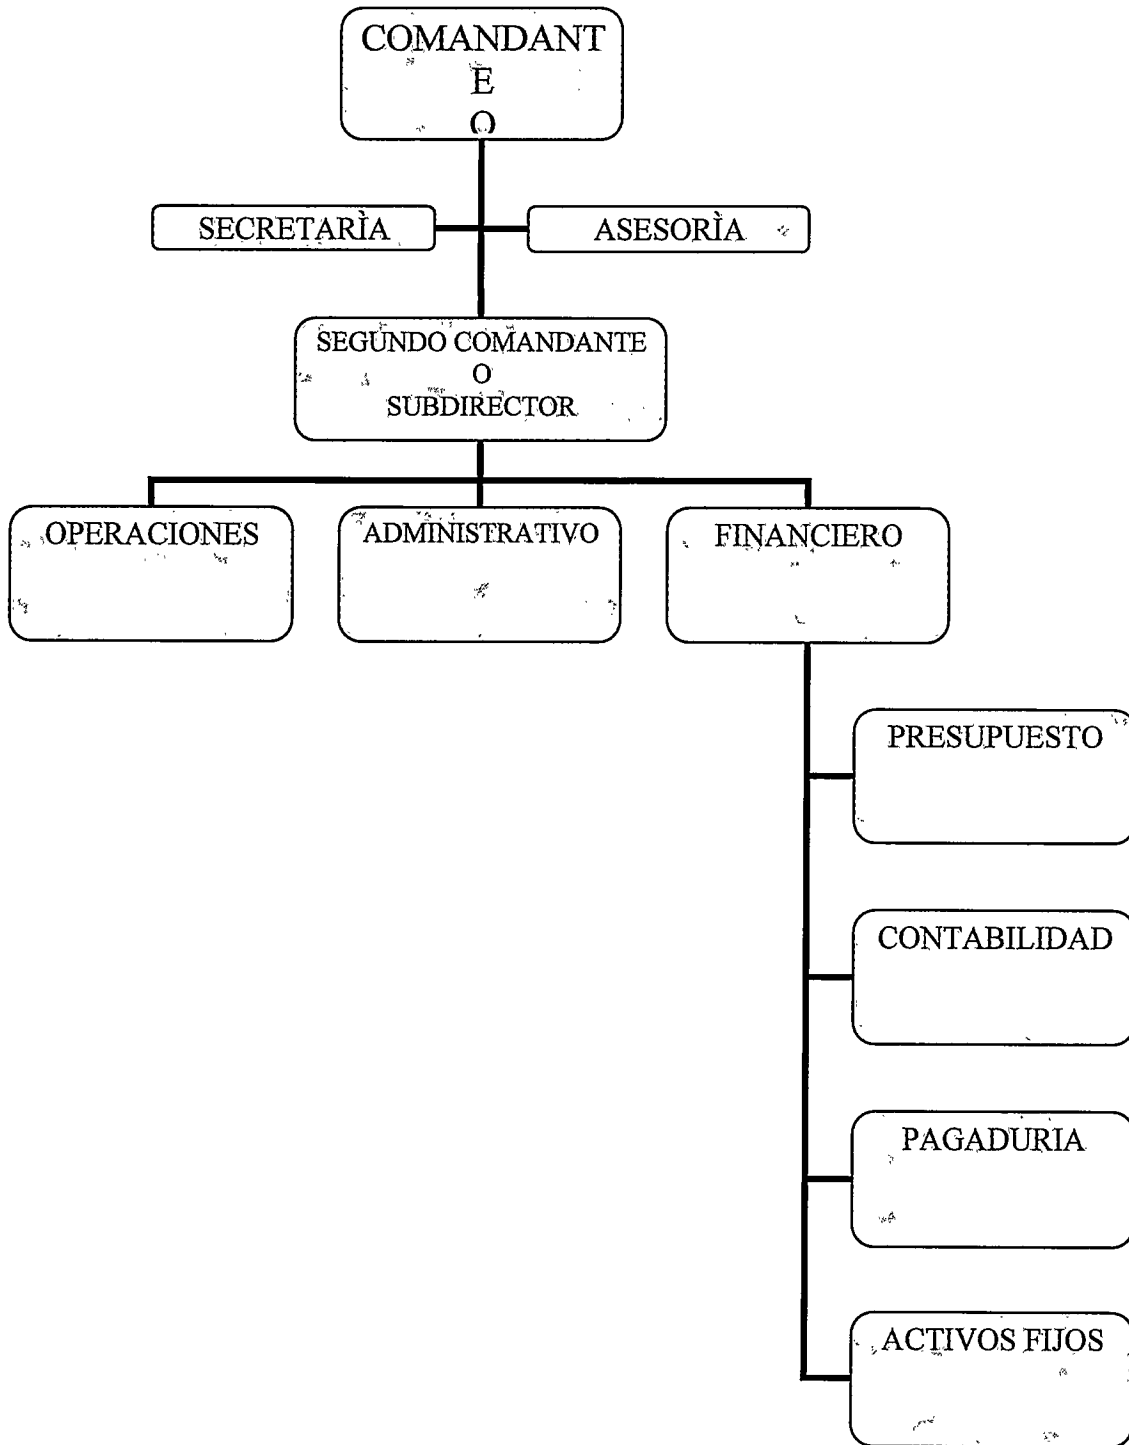 COMANDANT
E
O
SECRETARÌA
ASESORÌA
SEGUNDO COMANDANTE
O
SUBDIRECTOR
OPERACIONES
ADMINISTRATIVO
FINANCIERO
PRESUPUESTO
CONTABILIDAD
PAGADURIA
ACTIVOS FIJOS